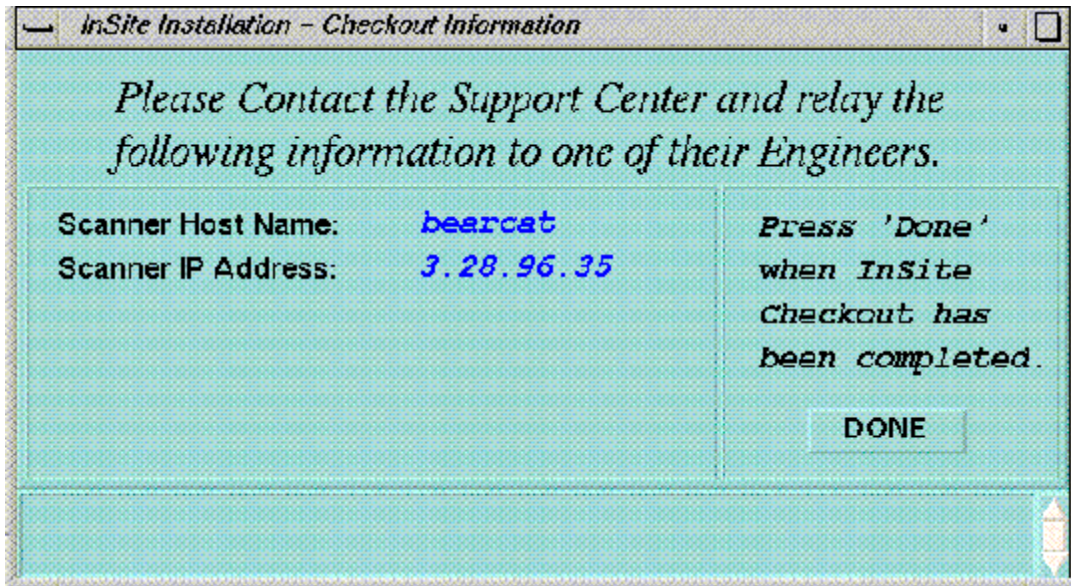 InSite Installation – Checkout Information
Please Contact the Support Center and relay the
following information to one of their Engineers.
Scanner Host Name: bearcat
Scanner IP Address: 3.28.96.35
Press 'Done'
when InSite
Checkout has
been completed.
DONE